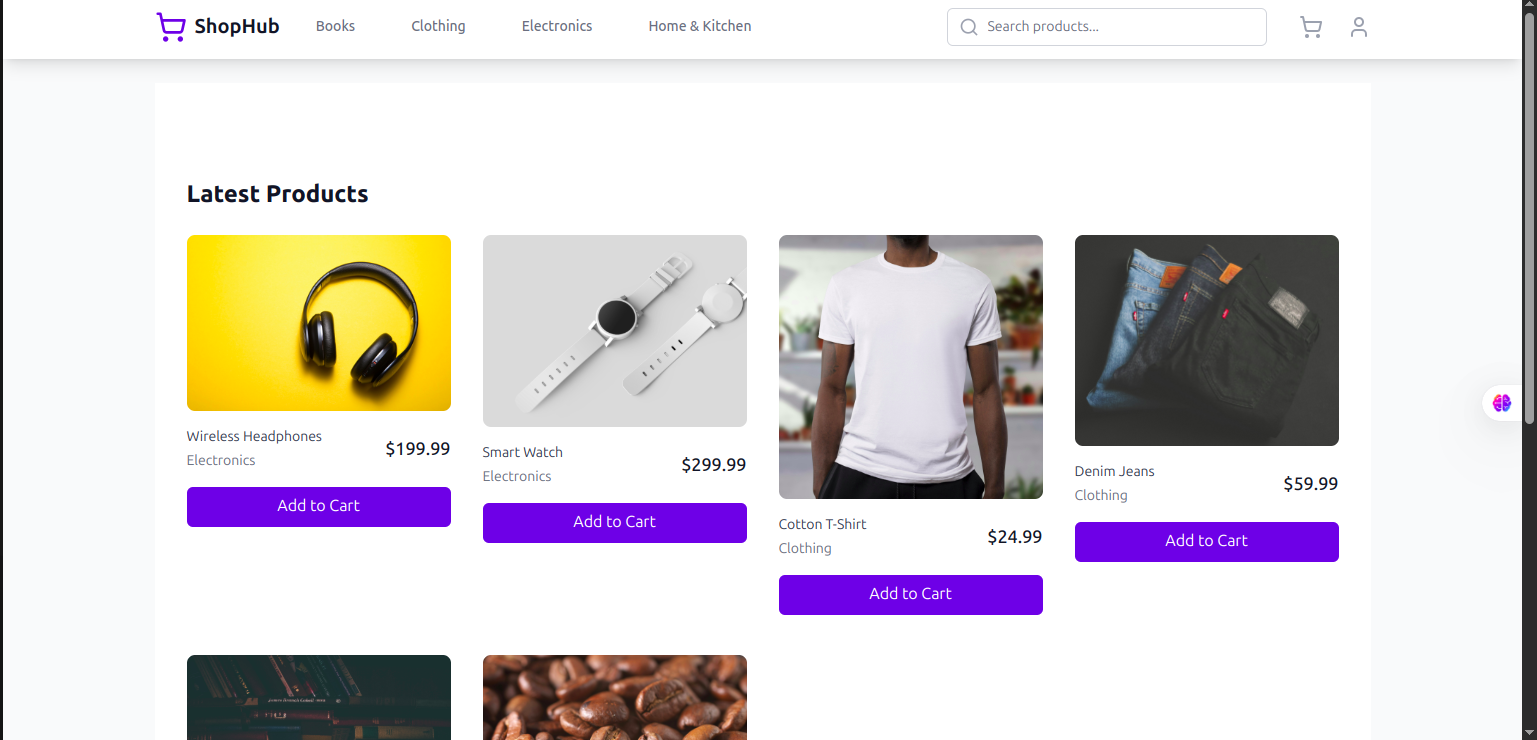 ShopHub Books Clothing Electronics Home & Kitchen Search products...
Latest Products
Wireless Headphones
Electronics
$199.99
Add to Cart
Smart Watch
Electronics
$299.99
Add to Cart
Cotton T-Shirt
Clothing
$24.99
Add to Cart
Denim Jeans
Clothing
$59.99
Add to Cart